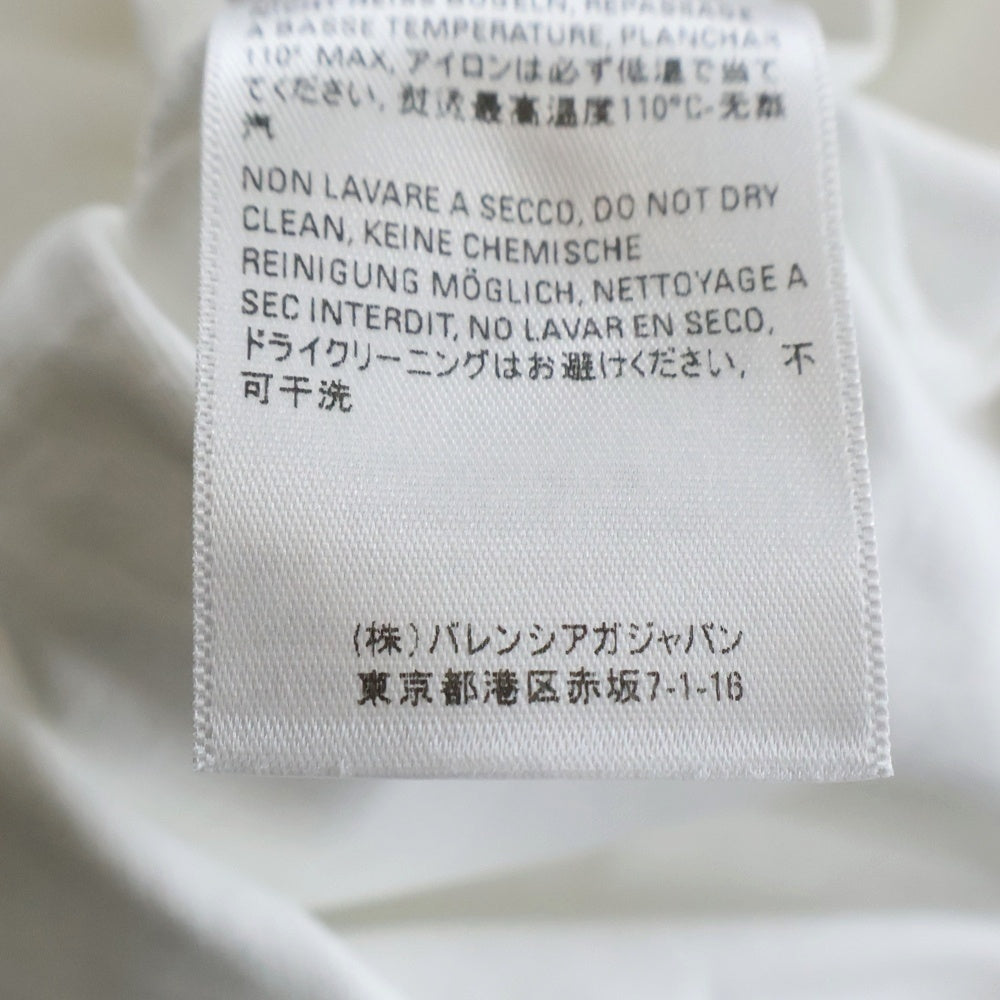 NICHT HEISS BÜGELN, REPASSAGE
A BASSE TEMPERATURE, PLANCHAR
110° MAX, アイロンは必ず低温で当て
てください, 熨烫最高温度110°C-无蒸
汽
NON LAVARE A SECCO, DO NOT DRY
CLEAN, KEINE CHEMISCHE
REINIGUNG MÖGLICH, NETTOYAGE A
SEC INTERDIT, NO LAVAR EN SECO,
ドライクリーニングはお避けください, 不
可干洗
(株)バレンシアガジャパン
東京都港区赤坂7-1-16